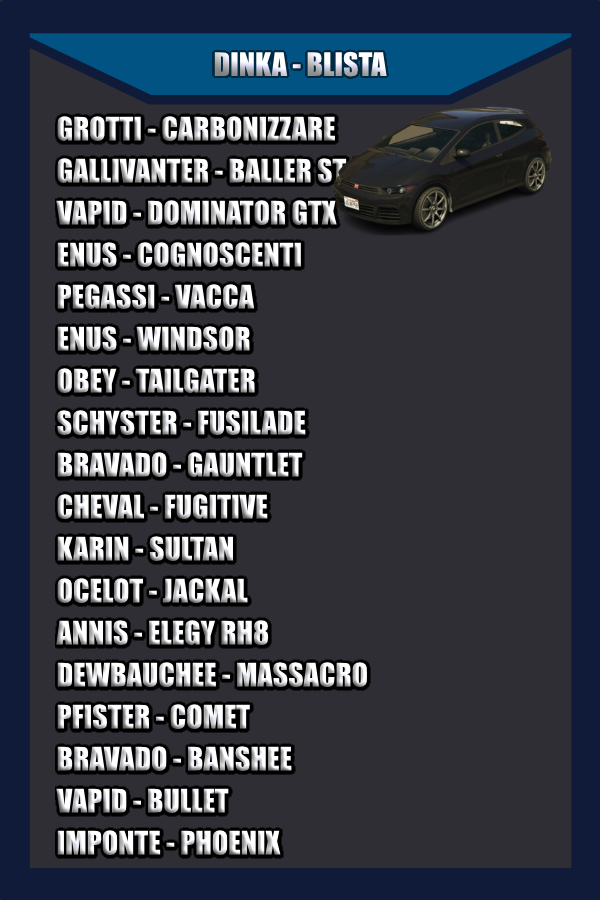 DINKA - BLISTA
GROTTI - CARBONIZZARE
GALLIVANTER - BALLER ST
VAPID - DOMINATOR GTX
ENUS - COGNOSCENTI
PEGASSI - VACCA
ENUS - WINDSOR
OBEY - TAILGATER
SCHYSTER - FUSILADE
BRAVADO - GAUNTLET
CHEVAL - FUGITIVE
KARIN - SULTAN
OCELOT - JACKAL
ANNIS - ELEGY RH8
DEWBAUCHEE - MASSACRO
PFISTER - COMET
BRAVADO - BANSHEE
VAPID - BULLET
IMPONTE - PHOENIX